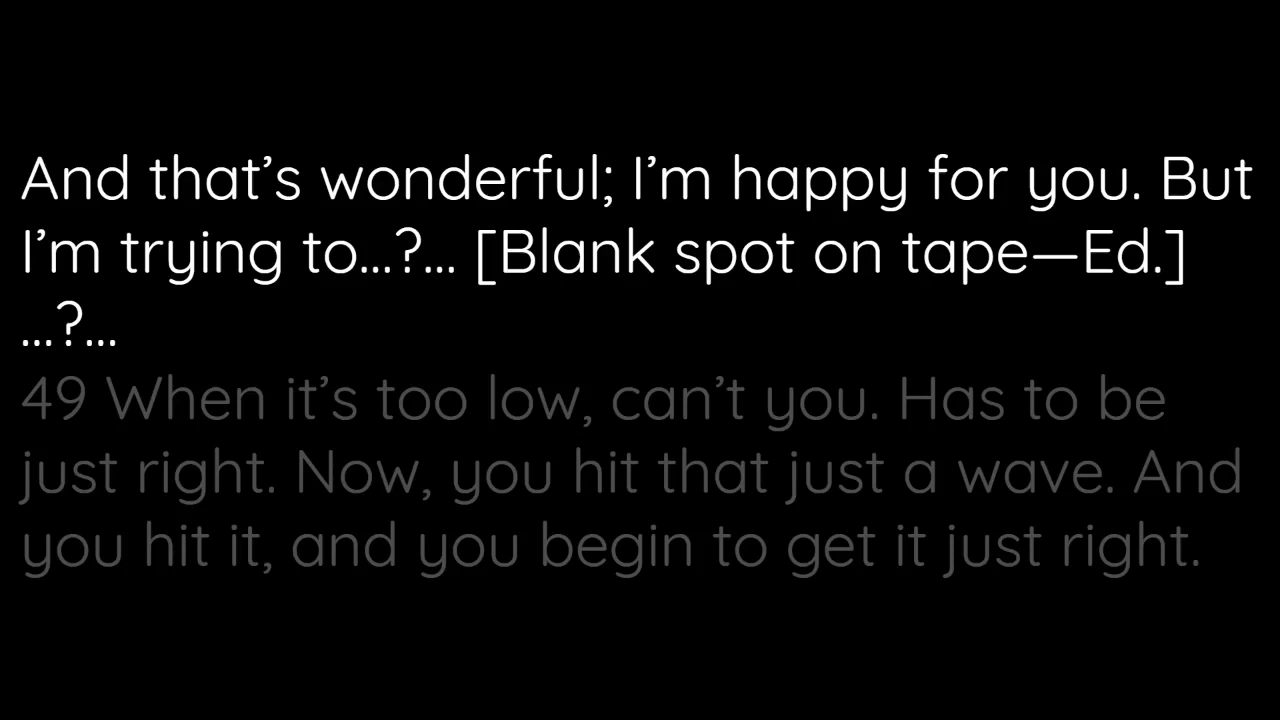 And that’s wonderful; I’m happy for you. But
I’m trying to...?... [Blank spot on tape—Ed.]
...?...
49 When it’s too low, can’t you. Has to be
just right. Now, you hit that just a wave. And
you hit it, and you begin to get it just right.